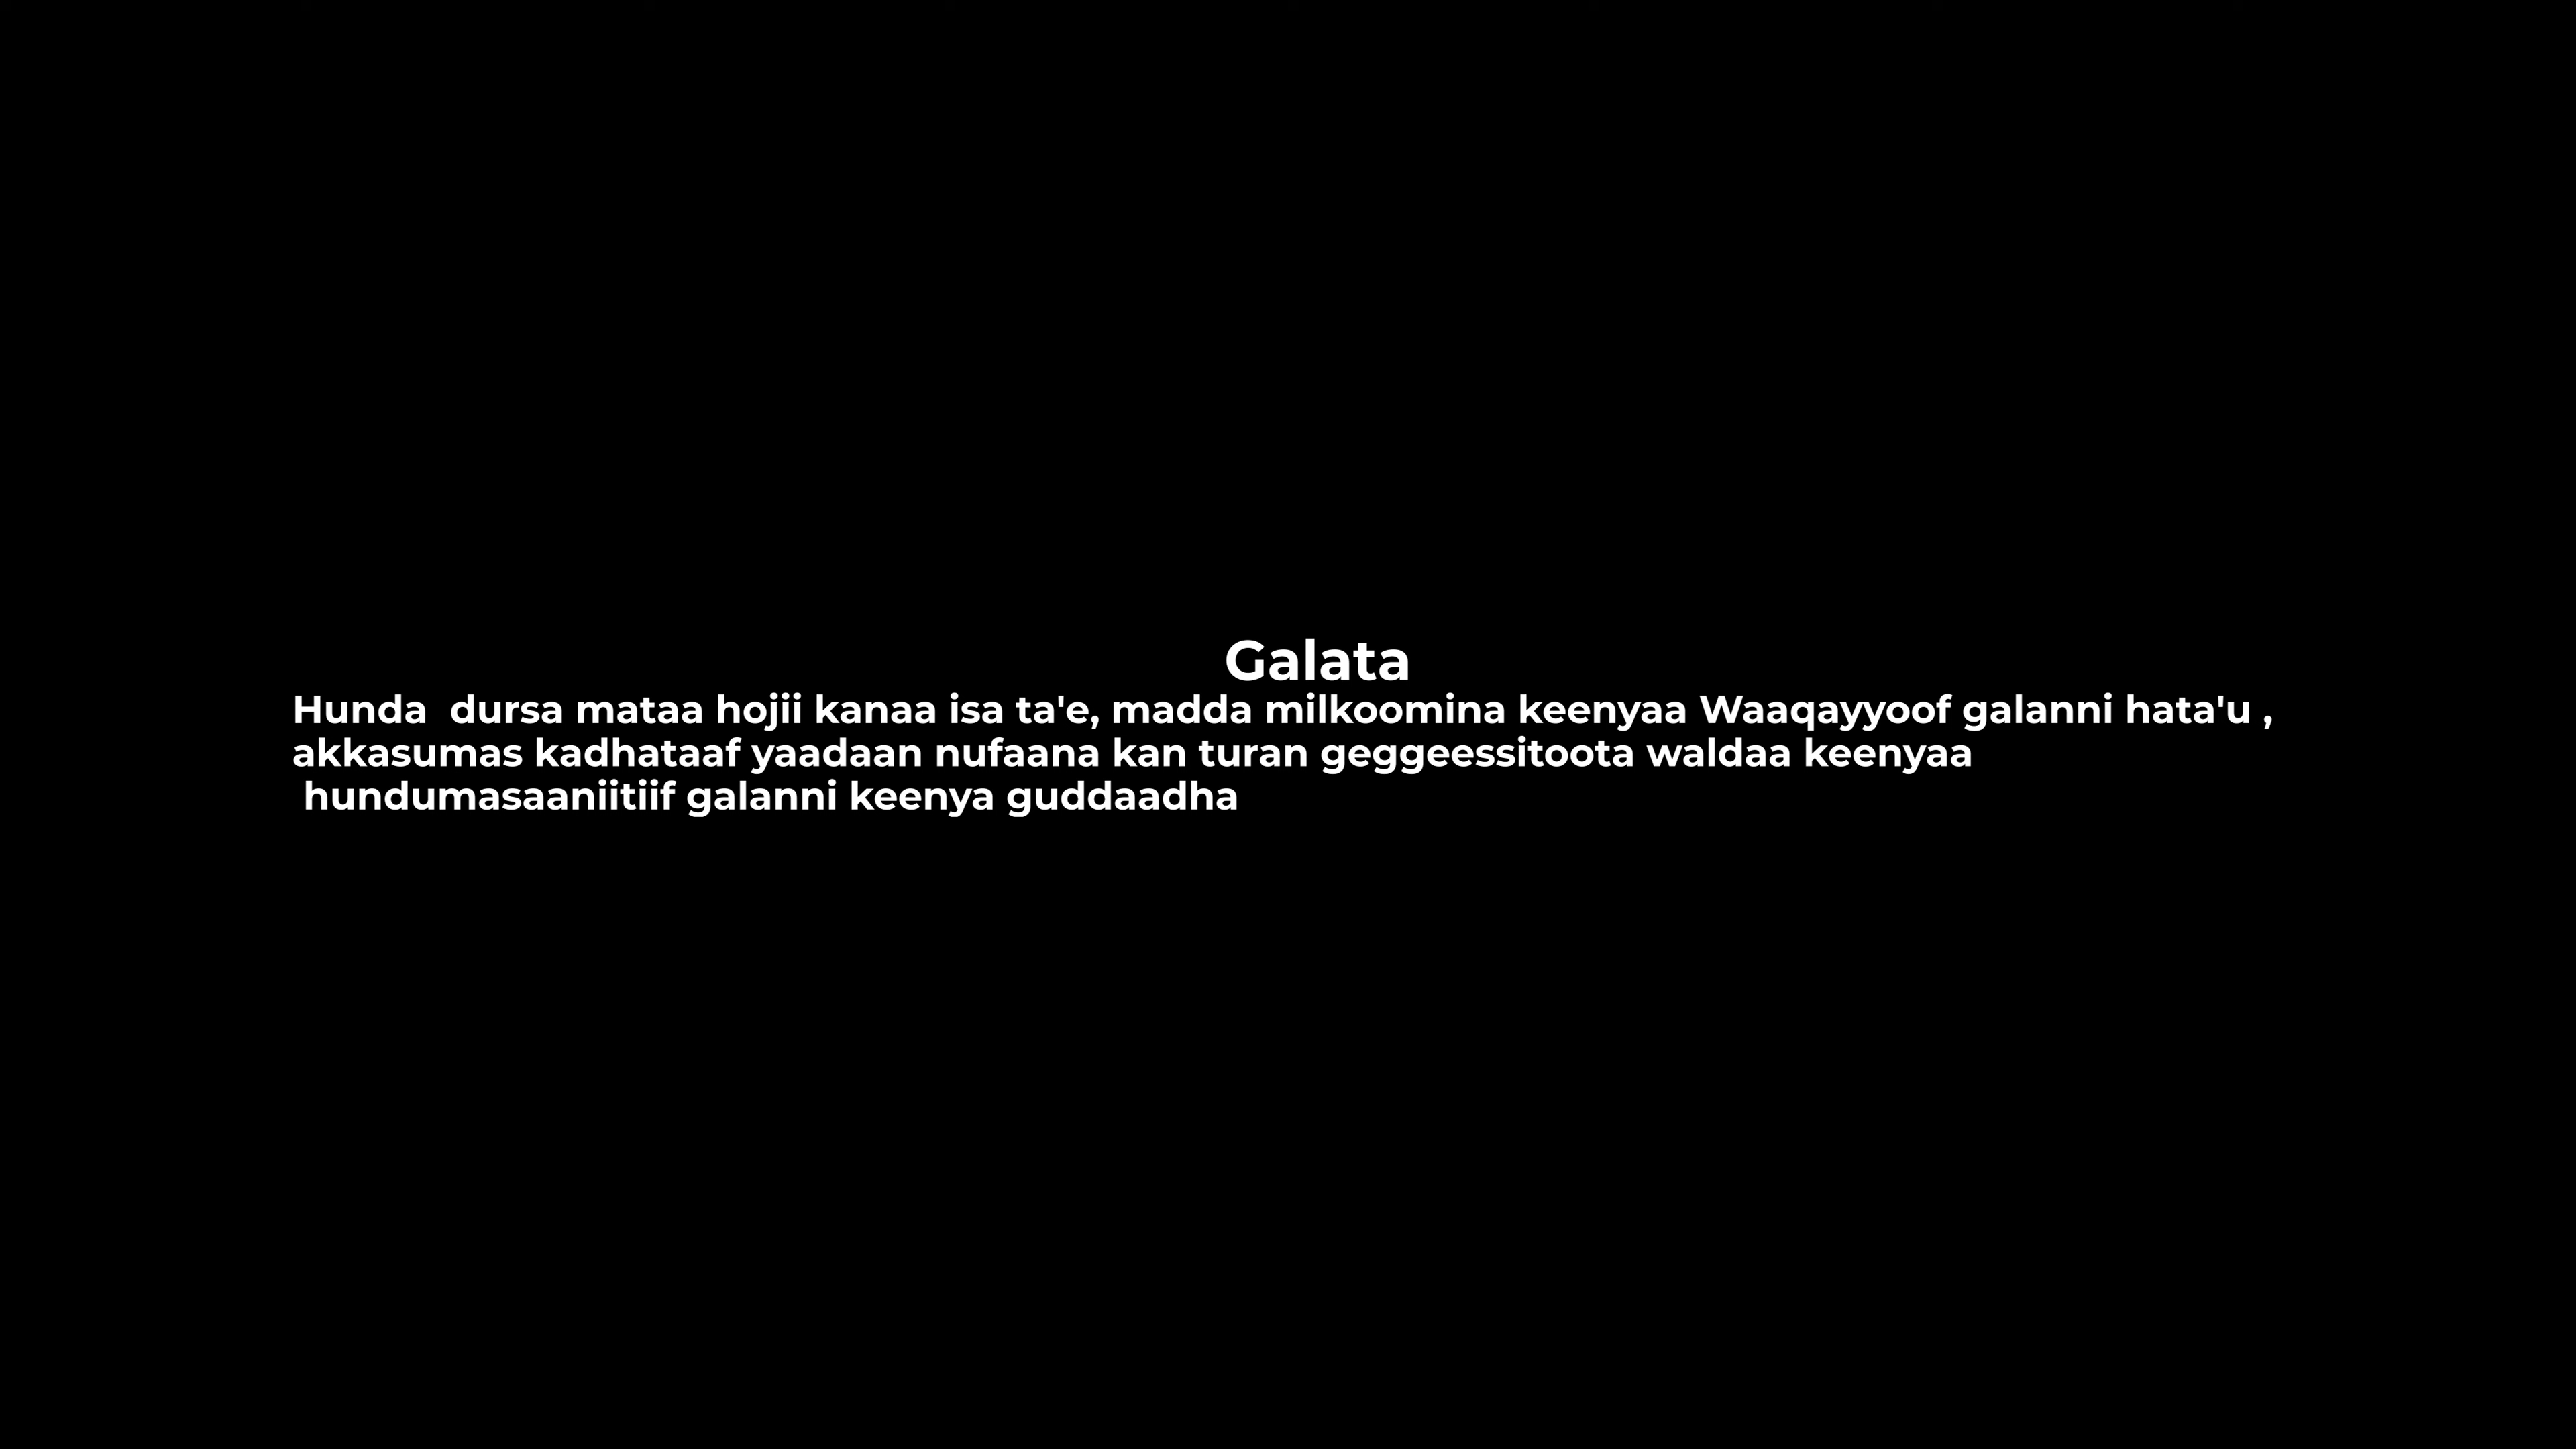 Galata
Hunda  dursa mataa hojii kanaa isa ta'e, madda milkoomina keenyaa Waaqayyoof galanni hata'u ,
akkasumas kadhataaf yaadaan nufaana kan turan geggeessitoota waldaa keenyaa
hundumasaaniitiif galanni keenya guddaadha